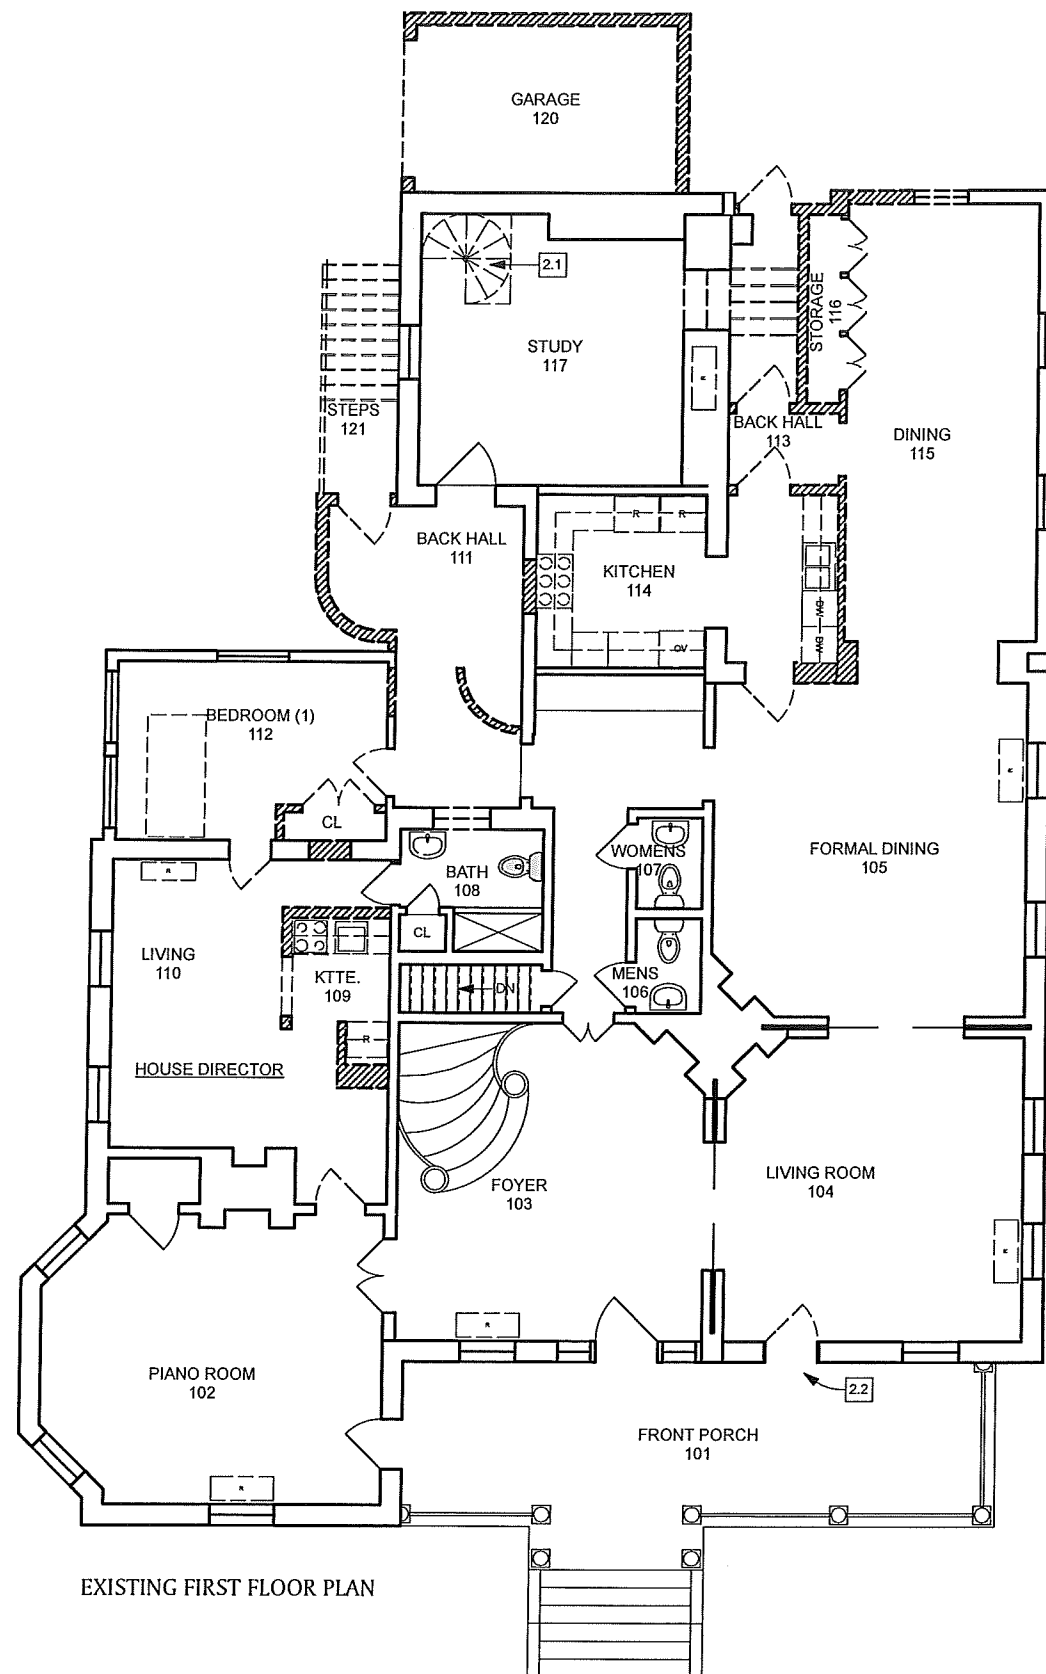 GARAGE
120
2.1
STORAGE
116
STUDY
117
R
STEPS
121
BACK HALL
113
DINING
115
R
R
BACK HALL
111
KITCHEN
114
DW
DW
OV
BEDROOM (1)
112
R
CL
WOMENS
107
FORMAL DINING
105
BATH
108
R
CL
LIVING
110
KTTE.
109
MENS
106
DN
R
HOUSE DIRECTOR
LIVING ROOM
104
FOYER
103
R
R
PIANO ROOM
102
2.2
FRONT PORCH
101
R
EXISTING FIRST FLOOR PLAN